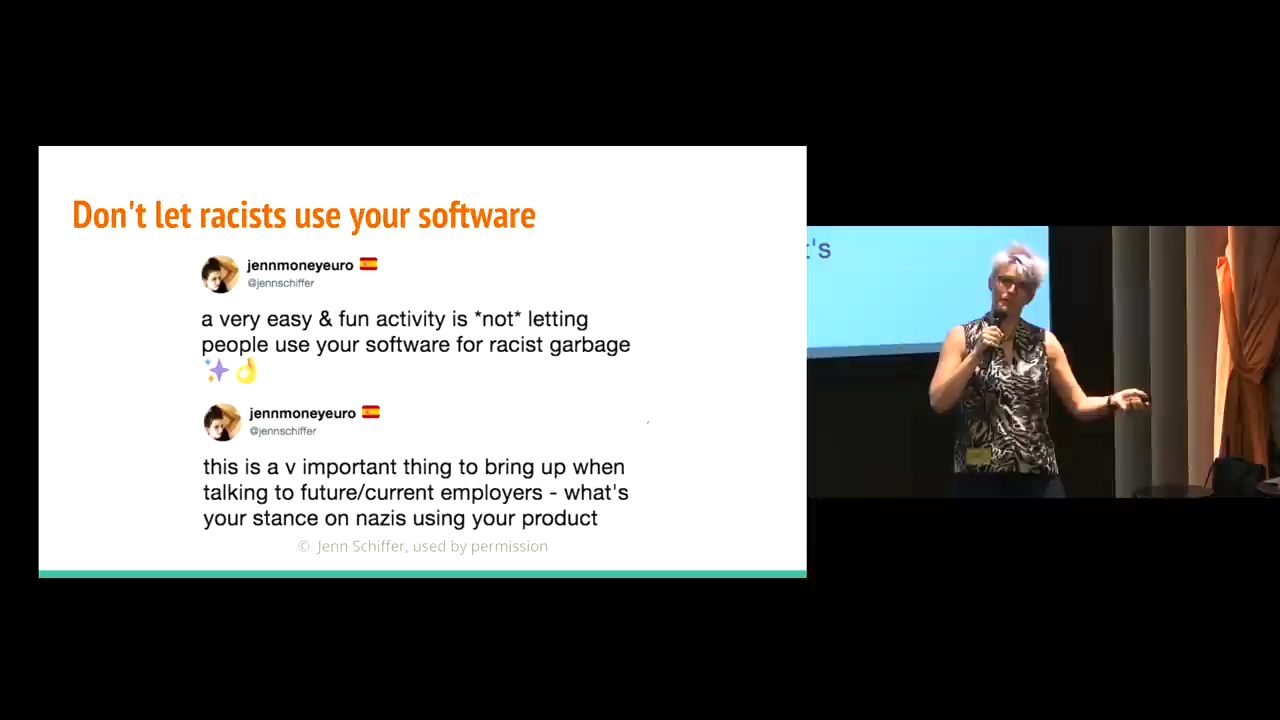 Don't let racists use your software
jennmoneyeuro 🇪🇸
@jennschiffer
a very easy & fun activity is *not* letting
people use your software for racist garbage
✨👌
jennmoneyeuro 🇪🇸
@jennschiffer
this is a v important thing to bring up when
talking to future/current employers - what's
your stance on nazis using your product
© Jenn Schiffer, used by permission
's